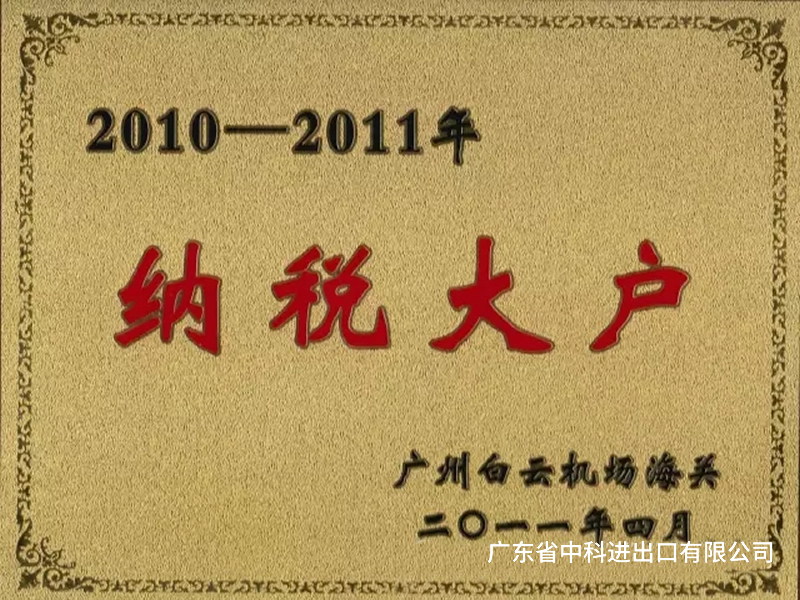 2010—2011年
纳税大户
广州白云机场海关
二〇一一年四月
广东省中科进出口有限公司